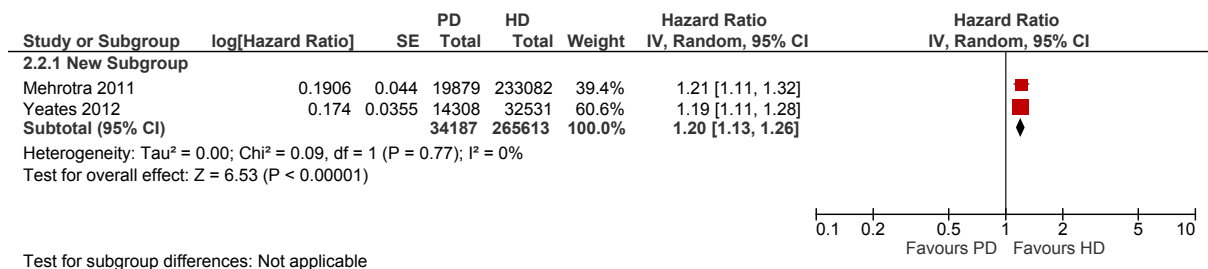 PD HD Hazard Ratio Hazard Ratio
Study or Subgroup log[Hazard Ratio] SE Total Total Weight IV, Random, 95% CI IV, Random, 95% CI
2.2.1 New Subgroup
Mehrotra 2011 0.1906 0.044 19879 233082 39.4% 1.21 [1.11, 1.32]
Yeates 2012 0.174 0.0355 14308 32531 60.6% 1.19 [1.11, 1.28]
Subtotal (95% CI) 34187 265613 100.0% 1.20 [1.13, 1.26]
Heterogeneity: Tau² = 0.00; Chi² = 0.09, df = 1 (P = 0.77); I² = 0%
Test for overall effect: Z = 6.53 (P < 0.00001)
0.1 0.2 0.5 1 2 5 10
Favours PD Favours HD
Test for subgroup differences: Not applicable